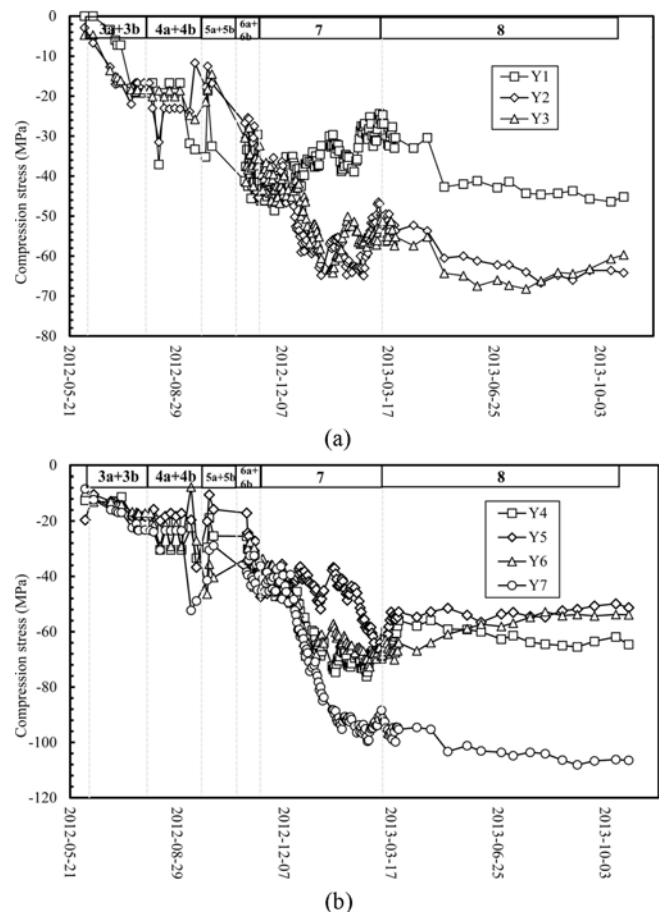 (a)
0
-10
-20
-30
-40
-50
-60
-70
-80
Compression stress (MPa)
3a+3b
4a+4b
5a+5b
6a+
6b
7
8
Y1
Y2
Y3
2012-05-21
2012-08-29
2012-12-07
2013-03-17
2013-06-25
2013-10-03
(a)
0
-20
-40
-60
-80
-100
-120
Compression stress (MPa)
3a+3b
4a+4b
5a+5b
6a+
6b
7
8
Y4
Y5
Y6
Y7
2012-05-21
2012-08-29
2012-12-07
2013-03-17
2013-06-25
2013-10-03
(b)